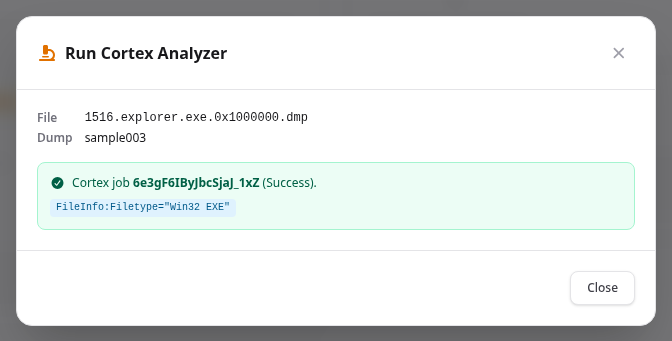 Run Cortex Analyzer
File 1516.explorer.exe.0x1000000.dmp
Dump sample003
Cortex job 6e3gF6IByJbcSjaJ_1xZ (Success).
FileInfo:Filetype="Win32 EXE"
Close